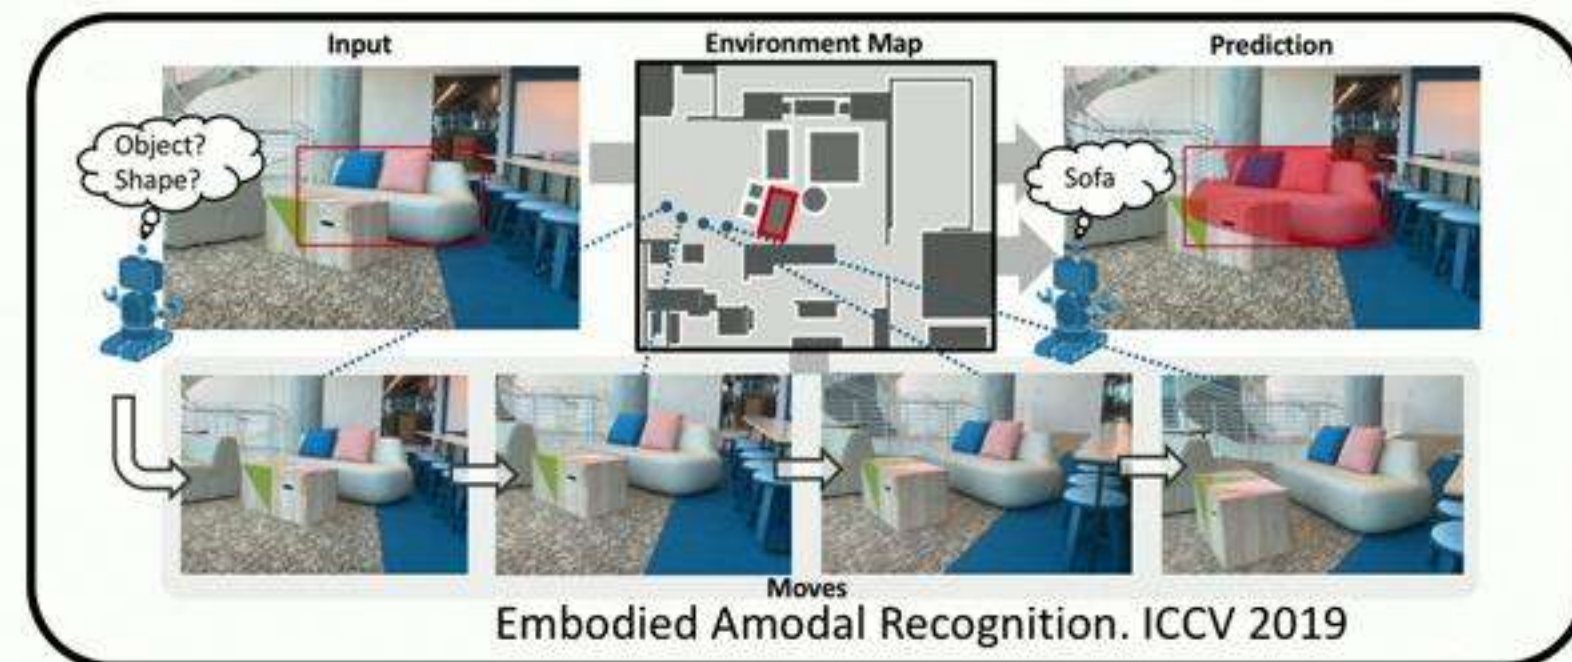 Input
Environment Map
Prediction
Object?
Shape?
Sofa
Moves
Embodied Amodal Recognition. ICCV 2019